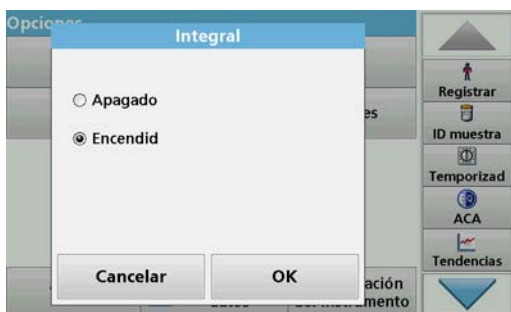 Opciones
Integral
Apagado
Encendid
es
Cancelar
OK
ación
mento
Registrar
ID muestra
Temporizad
ACA
Tendencias